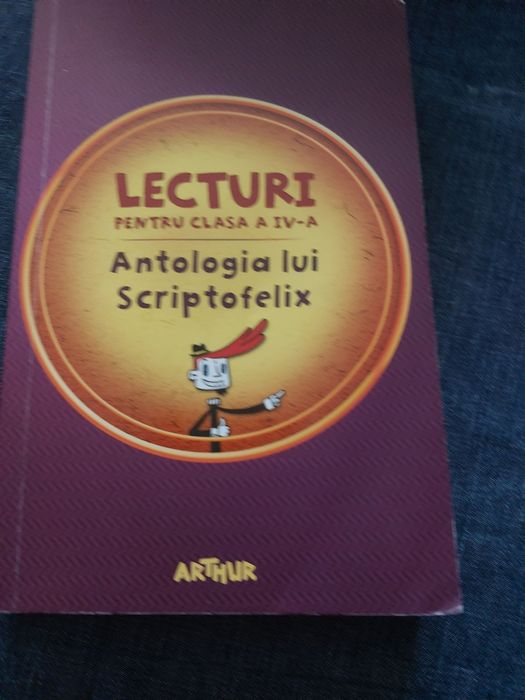 LECTURI
PENTRU CLASA A IV-A
Antologia lui
Scriptofelix
ARTHUR